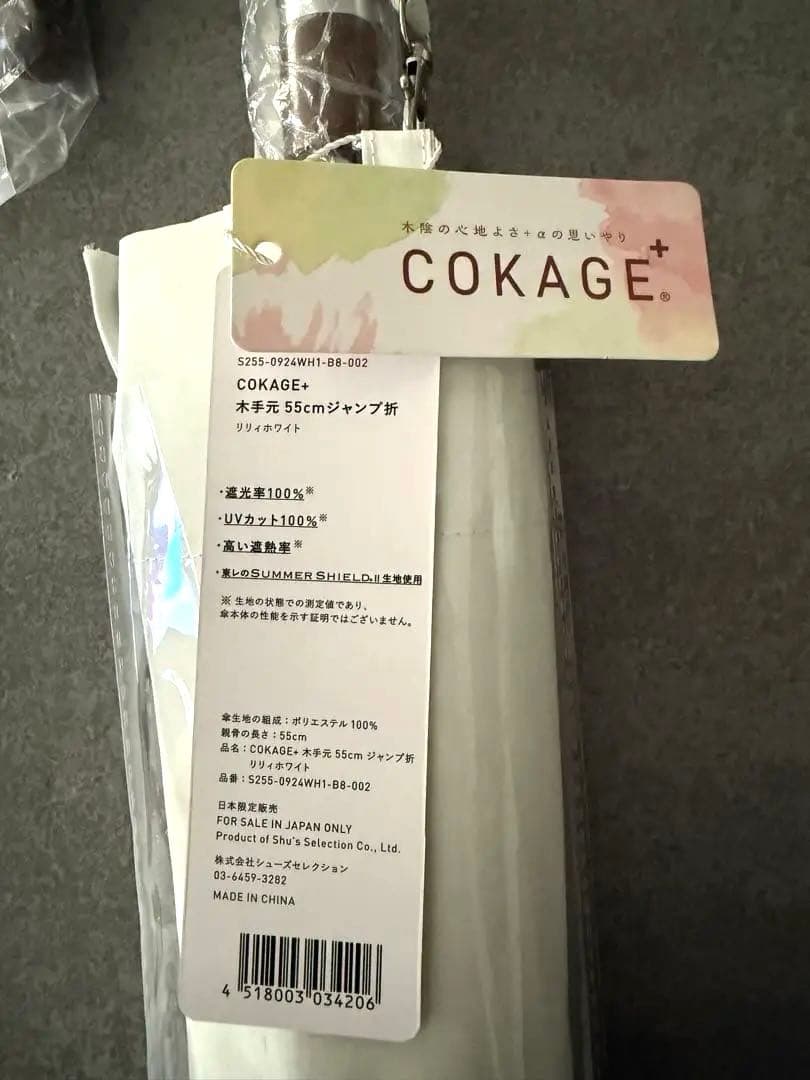 木陰の心地よさ+αの思いやり
COKAGE+®
S255-0924WH1-B8-002
COKAGE+
木手元 55cmジャンプ折
リリィホワイト
・遮光率100%※
・UVカット100%※
・高い遮熱率※
・東レのSUMMER SHIELD®II生地使用
※ 生地の状態での測定値であり、
傘本体の性能を示す証明ではございません。
傘生地の組成：ポリエステル 100%
親骨の長さ：55cm
品名：COKAGE+ 木手元 55cm ジャンプ折
リリィホワイト
品番：S255-0924WH1-B8-002
日本限定販売
FOR SALE IN JAPAN ONLY
Product of Shu's Selection Co., Ltd.
株式会社シューズセレクション
03-6459-3282
MADE IN CHINA
4 518003 034206